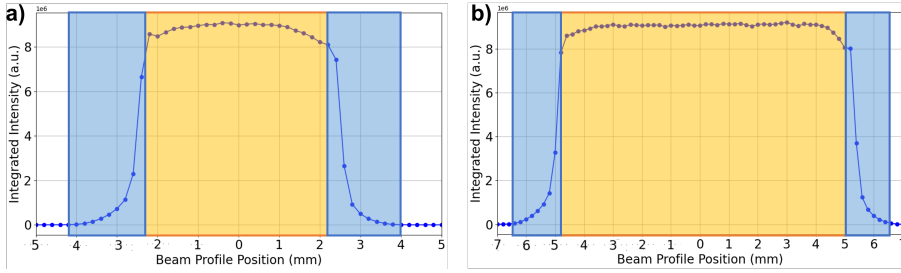 a)
1e6
8
6
4
2
0
Integrated Intensity (a.u.)
5 4 3 2 1 0 1 2 3 4 5
Beam Profile Position (mm)
b)
1e6
8
6
4
2
0
Integrated Intensity (a.u.)
7 6 5 4 3 2 1 0 1 2 3 4 5 6 7
Beam Profile Position (mm)